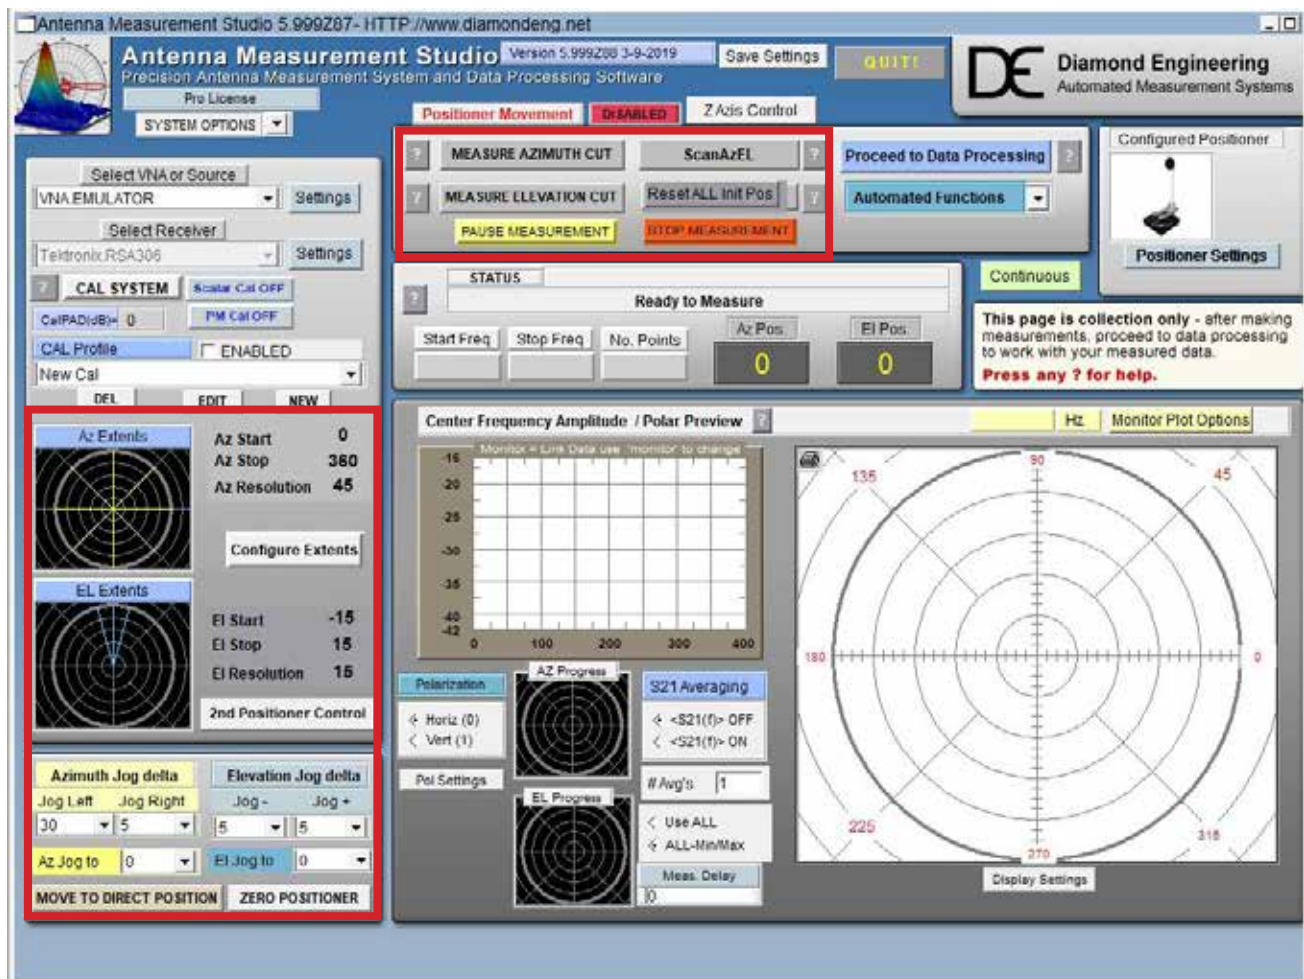 Antenna Measurement Studio 5.999Z87- HTTP://www.diamondeng.net
Antenna Measurement Studio
Version 5.999Z88 3-9-2019
Save Settings
QUIT!
Precision Antenna Measurement System and Data Processing Software
DE
Diamond Engineering
Automated Measurement Systems
Pro License
SYSTEM OPTIONS
Positioner Movement
DISABLED
Z Azis Control
? MEASURE AZIMUTH CUT
ScanAzEL ?
Proceed to Data Processing ?
Configured Positioner
? MEASURE ELEVATION CUT
Reset ALL Init Pos ?
Automated Functions
PAUSE MEASUREMENT
STOP MEASUREMENT
Positioner Settings
Select VNA or Source
VNA.EMULATOR
Settings
Select Receiver
Tektronix.RSA306
Settings
? CAL SYSTEM
Scalar Cal OFF
CalPAD(dB)= 0
PM Cal OFF
CAL Profile
ENABLED
New Cal
DEL
EDIT
NEW
STATUS
?
Ready to Measure
Start Freq
Stop Freq
No. Points
Az Pos
El Pos
0
0
Continuous
This page is collection only - after making
measurements, proceed to data processing
to work with your measured data.
Press any ? for help.
Az Extents
Az Start 0
Az Stop 360
Az Resolution 45
Configure Extents
EL Extents
El Start -15
El Stop 15
El Resolution 15
2nd Positioner Control
Azimuth Jog delta
Elevation Jog delta
Jog Left
Jog Right
Jog -
Jog +
30
5
5
5
Az Jog to
0
El Jog to
0
MOVE TO DIRECT POSITION
ZERO POSITIONER
Center Frequency Amplitude / Polar Preview ?
Hz
Monitor Plot Options
Monitor = Link Data use "monitor" to change
-15
-20
-25
-30
-35
-40
-42
0
100
200
300
400
90
135
45
180
0
225
315
270
Display Settings
Polarization
AZ Progress
S21 Averaging
Horiz (0)
Vert (1)
<S21(f)> OFF
<S21(f)> ON
Pol Settings
# Avg's 1
EL Progress
Use ALL
ALL-Min/Max
Meas. Delay
0